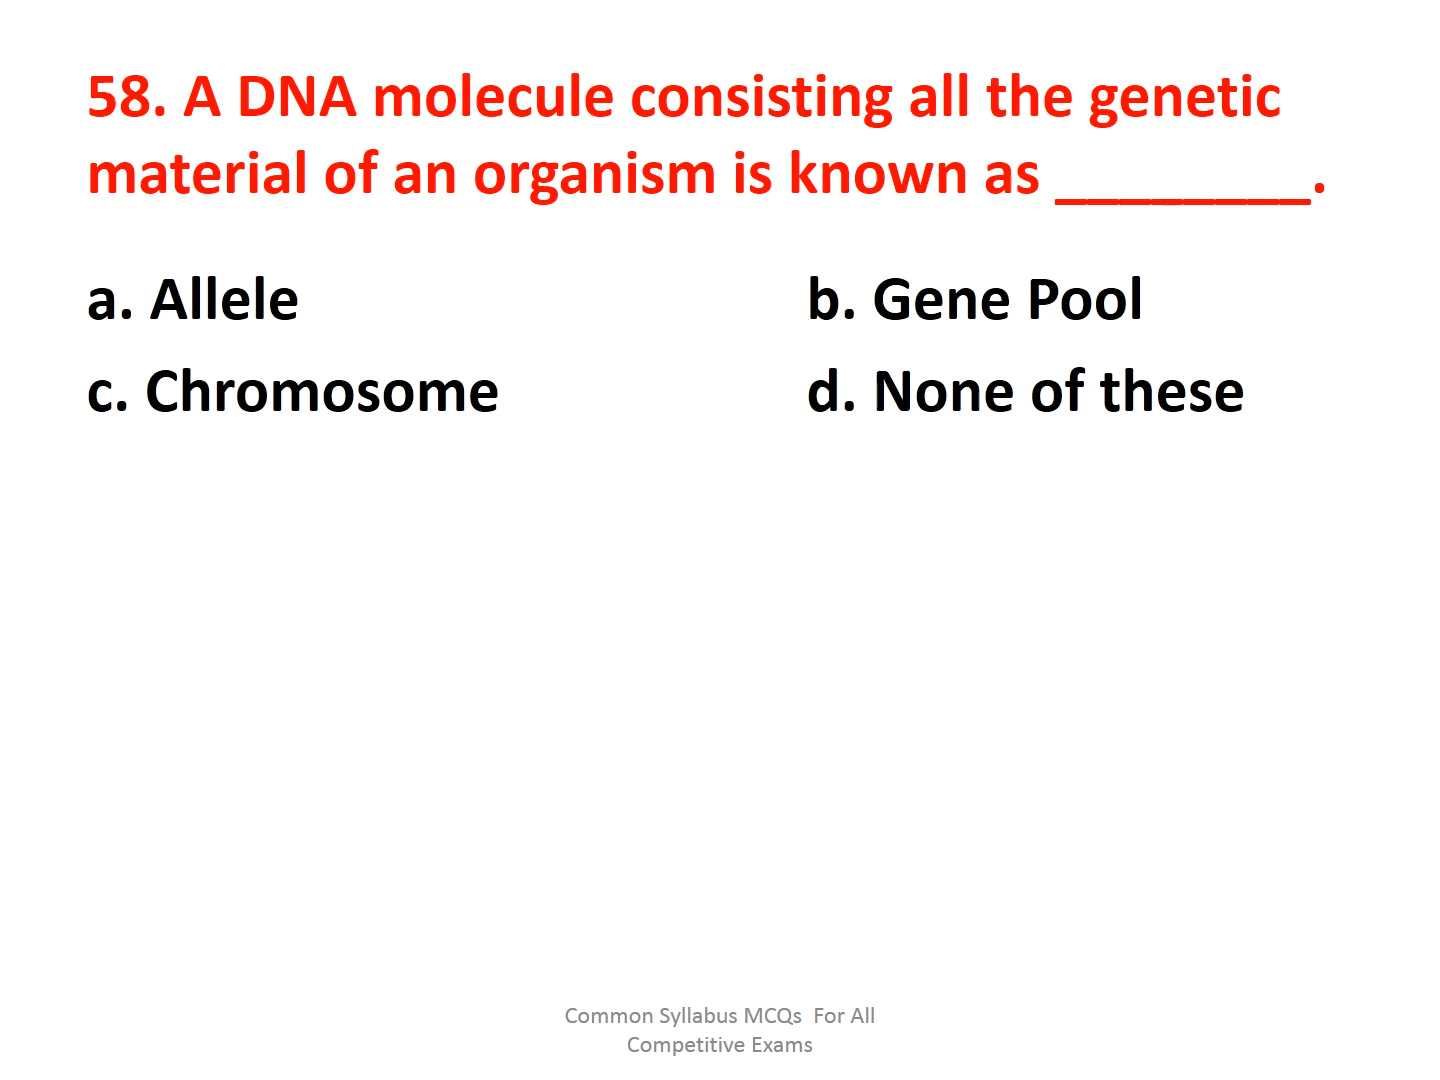 58. A DNA molecule consisting all the genetic
material of an organism is known as ________.
a. Allele b. Gene Pool
c. Chromosome d. None of these
Common Syllabus MCQs For All
Competitive Exams